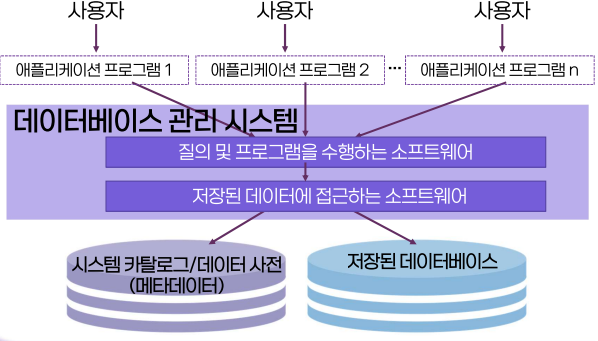 사용자 사용자 사용자
애플리케이션 프로그램 1 애플리케이션 프로그램 2 ... 애플리케이션 프로그램 n
데이터베이스 관리 시스템
질의 및 프로그램을 수행하는 소프트웨어
저장된 데이터에 접근하는 소프트웨어
시스템 카탈로그/데이터 사전
(메타데이터)
저장된 데이터베이스